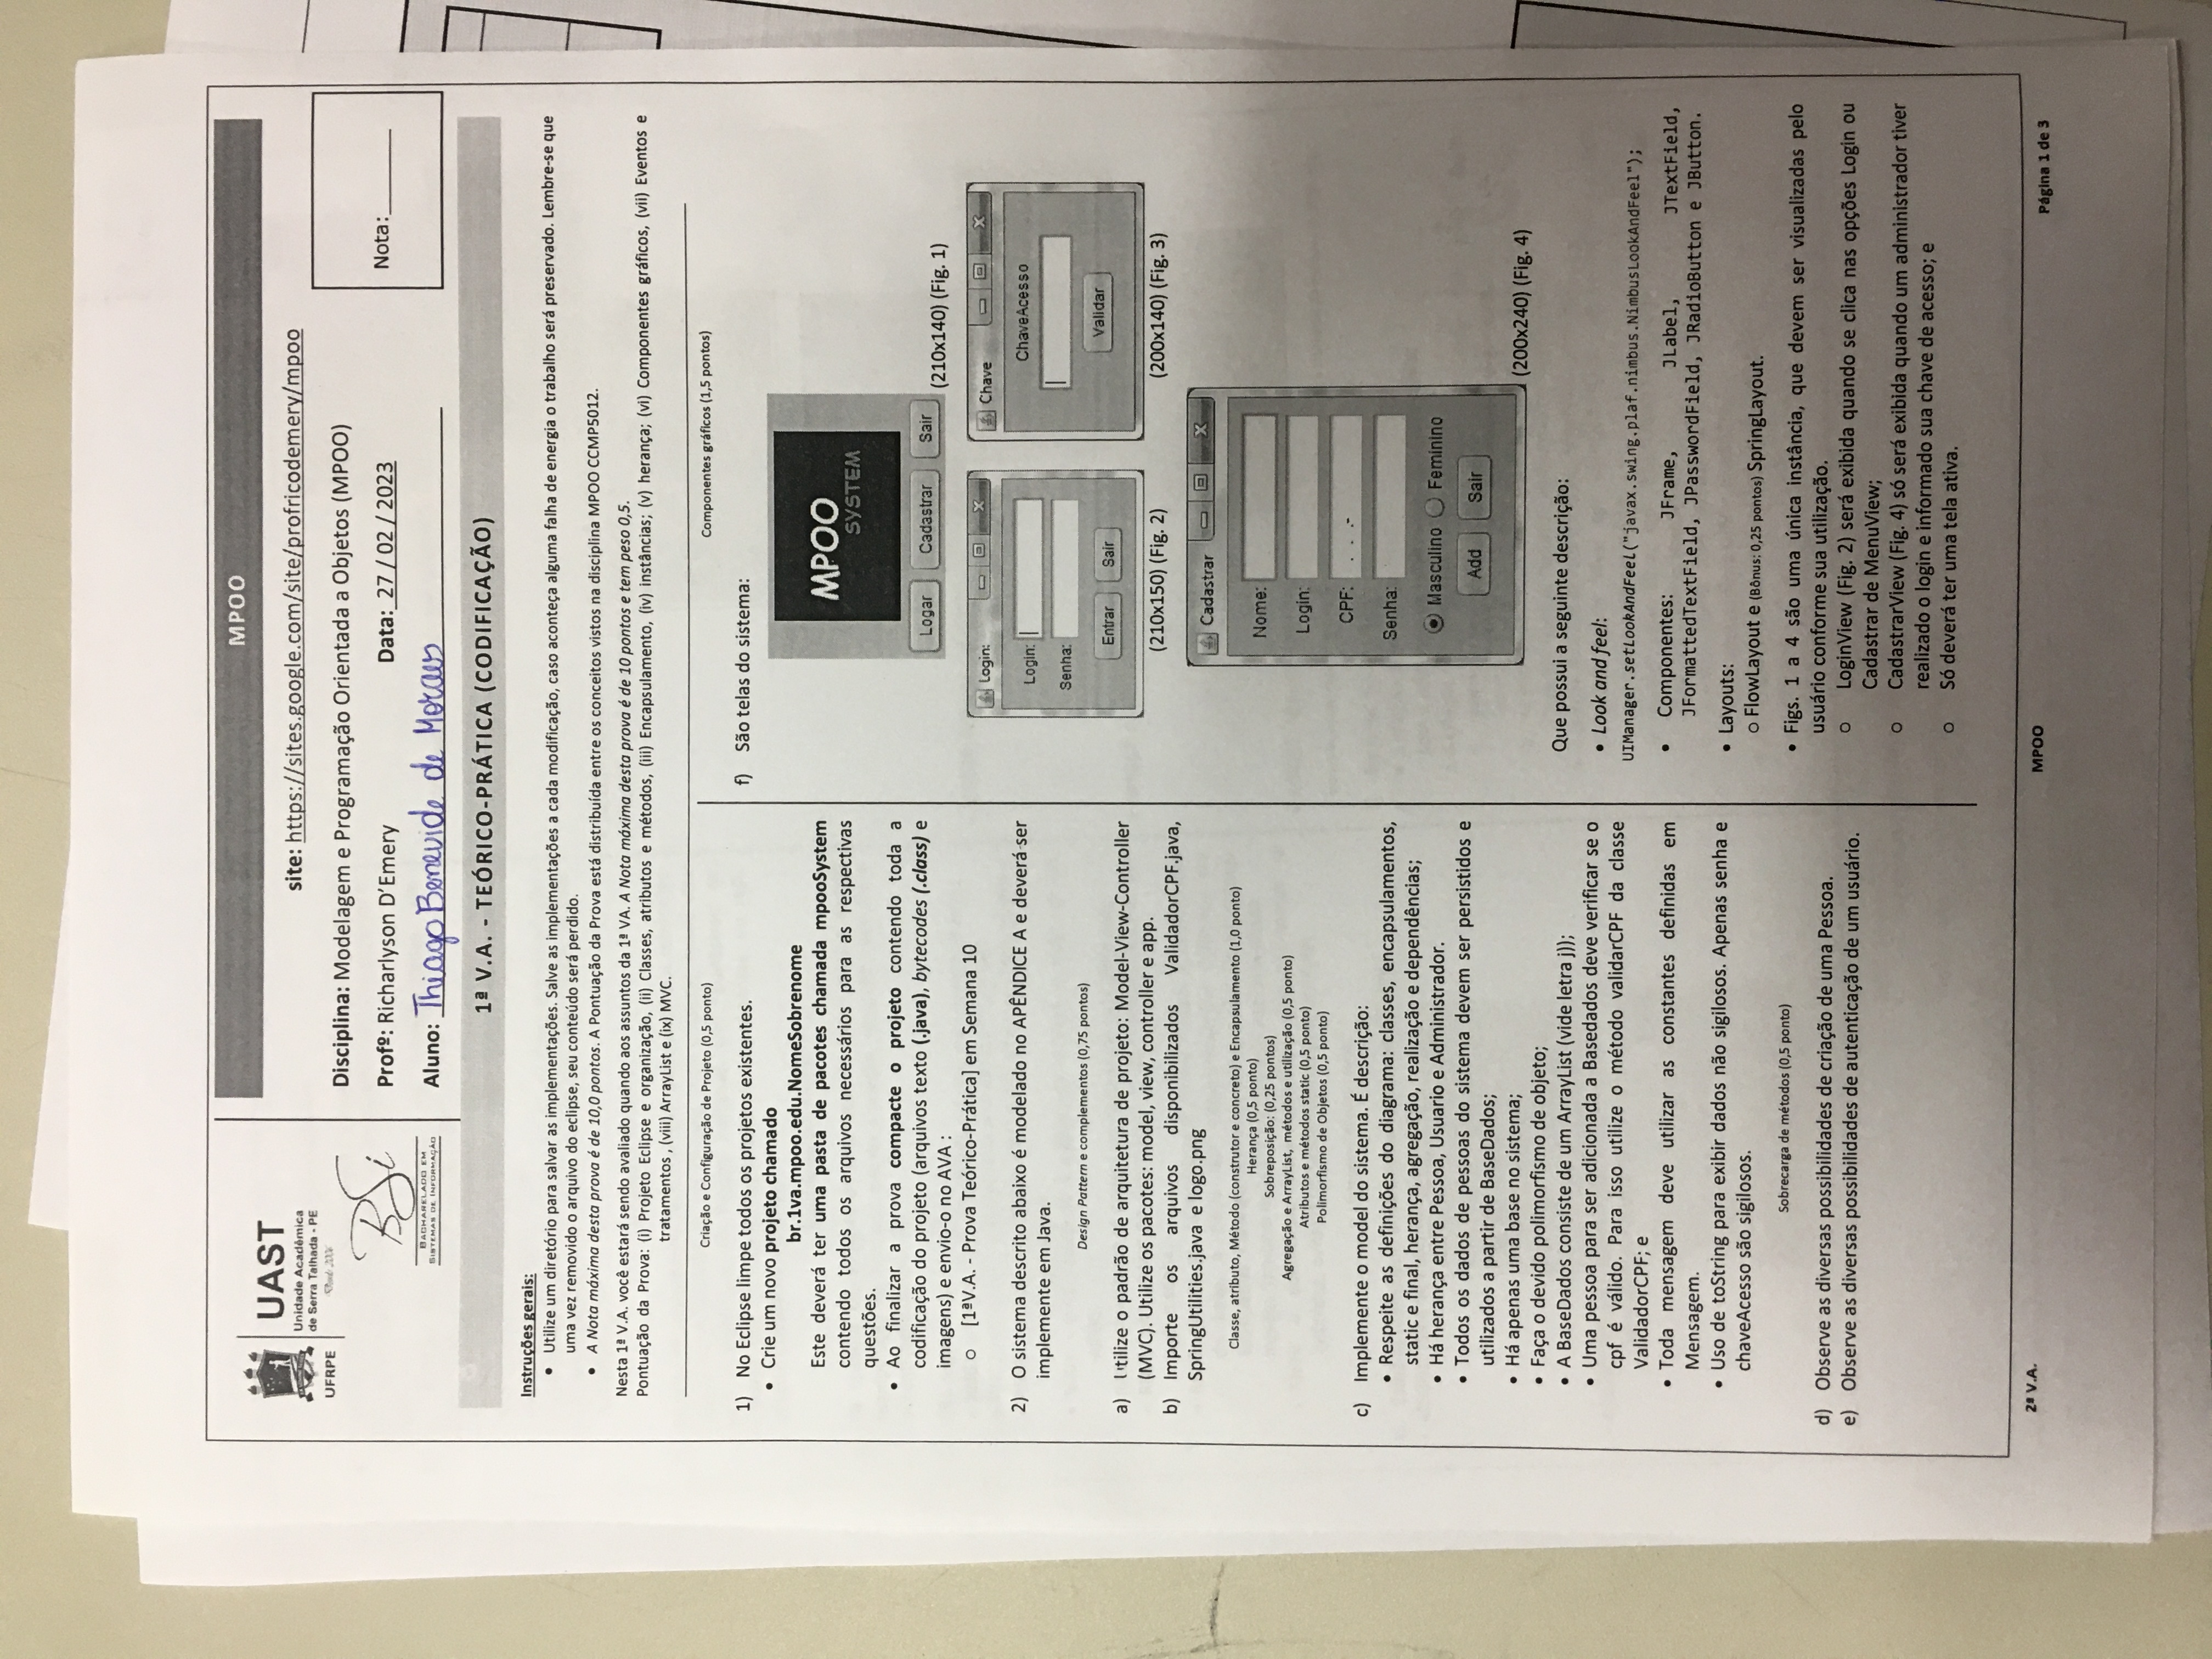 MPOO
UAST
Unidade Acadêmica
de Serra Talhada - PE
Desde 2006
UFRPE
BSi
BACHARELADO EM
SISTEMAS DE INFORMAÇÃO
site: https://sites.google.com/site/profricodemery/mpoo
Disciplina: Modelagem e Programação Orientada a Objetos (MPOO)
Profº: Richarlyson D'Emery Data: 27 / 02 / 2023
Nota:
Aluno: Thiago Benevide de Moraes
1ª V.A. - TEÓRICO-PRÁTICA (CODIFICAÇÃO)
Instruções gerais:
• Utilize um diretório para salvar as implementações. Salve as implementações a cada modificação, caso aconteça alguma falha de energia o trabalho será preservado. Lembre-se que
uma vez removido o arquivo do eclipse, seu conteúdo será perdido.
• A Nota máxima desta prova é de 10,0 pontos. A Pontuação da Prova está distribuída entre os conceitos vistos na disciplina MPOO CCMP5012.
Nesta 1ª V.A. você estará sendo avaliado quando aos assuntos da 1ª VA. A Nota máxima desta prova é de 10 pontos e tem peso 0,5.
Pontuação da Prova: (i) Projeto Eclipse e organização, (ii) Classes, atributos e métodos, (iii) Encapsulamento, (iv) instâncias; (v) herança; (vi) Componentes gráficos, (vii) Eventos e
tratamentos , (viii) ArrayList e (ix) MVC.
Criação e Configuração de Projeto (0,5 ponto)
1) No Eclipse limpe todos os projetos existentes.
• Crie um novo projeto chamado
br.1va.mpoo.edu.NomeSobrenome
Este deverá ter uma pasta de pacotes chamada mpooSystem
contendo todos os arquivos necessários para as respectivas
questões.
• Ao finalizar a prova compacte o projeto contendo toda a
codificação do projeto (arquivos texto (.java), bytecodes (.class) e
imagens) e envio-o no AVA :
o [1ªV.A. - Prova Teórico-Prática] em Semana 10
2) O sistema descrito abaixo é modelado no APÊNDICE A e deverá ser
implemente em Java.
Design Pattern e complementos (0,75 pontos)
a) Utilize o padrão de arquitetura de projeto: Model-View-Controller
(MVC). Utilize os pacotes: model, view, controller e app.
b) Importe os arquivos disponibilizados ValidadorCPF.java,
SpringUtilities.java e logo.png
Classe, atributo, Método (construtor e concreto) e Encapsulamento (1,0 ponto)
Herança (0,5 ponto)
Sobreposição: (0,25 pontos)
Agregação e ArrayList, métodos e utilização (0,5 ponto)
Atributos e métodos static (0,5 ponto)
Polimorfismo de Objetos (0,5 ponto)
c) Implemente o model do sistema. É descrição:
• Respeite as definições do diagrama: classes, encapsulamentos,
static e final, herança, agregação, realização e dependências;
• Há herança entre Pessoa, Usuario e Administrador.
• Todos os dados de pessoas do sistema devem ser persistidos e
utilizados a partir de BaseDados;
• Há apenas uma base no sistema;
• Faça o devido polimorfismo de objeto;
• A BaseDados consiste de um ArrayList (vide letra j));
• Uma pessoa para ser adicionada a Basedados deve verificar se o
cpf é válido. Para isso utilize o método validarCPF da classe
ValidadorCPF; e
• Toda mensagem deve utilizar as constantes definidas em
Mensagem.
• Uso de toString para exibir dados não sigilosos. Apenas senha e
chaveAcesso são sigilosos.
Sobrecarga de métodos (0,5 ponto)
d) Observe as diversas possibilidades de criação de uma Pessoa.
e) Observe as diversas possibilidades de autenticação de um usuário.
Componentes gráficos (1,5 pontos)
f) São telas do sistema:
MPOO
SYSTEM
Logar Cadastrar Sair (210x140) (Fig. 1)
Login:
Login:
Senha:
Entrar Sair
(210x150) (Fig. 2)
Chave
ChaveAcesso
Validar
(200x140) (Fig. 3)
Cadastrar
Nome:
Login:
CPF: . . .-
Senha:
Masculino Feminino
Add Sair
(200x240) (Fig. 4)
Que possui a seguinte descrição:
• Look and feel:
UIManager.setLookAndFeel("javax.swing.plaf.nimbus.NimbusLookAndFeel");
• Componentes: JFrame, JLabel, JTextField,
JFormattedTextField, JPasswordField, JRadioButton e JButton.
• Layouts:
o FlowLayout e (Bônus: 0,25 pontos) SpringLayout.
• Figs. 1 a 4 são uma única instância, que devem ser visualizadas pelo
usuário conforme sua utilização.
o LoginView (Fig. 2) será exibida quando se clica nas opções Login ou
Cadastrar de MenuView;
o CadastrarView (Fig. 4) só será exibida quando um administrador tiver
realizado o login e informado sua chave de acesso; e
o Só deverá ter uma tela ativa.
2ª V.A.
MPOO
Página 1 de 3